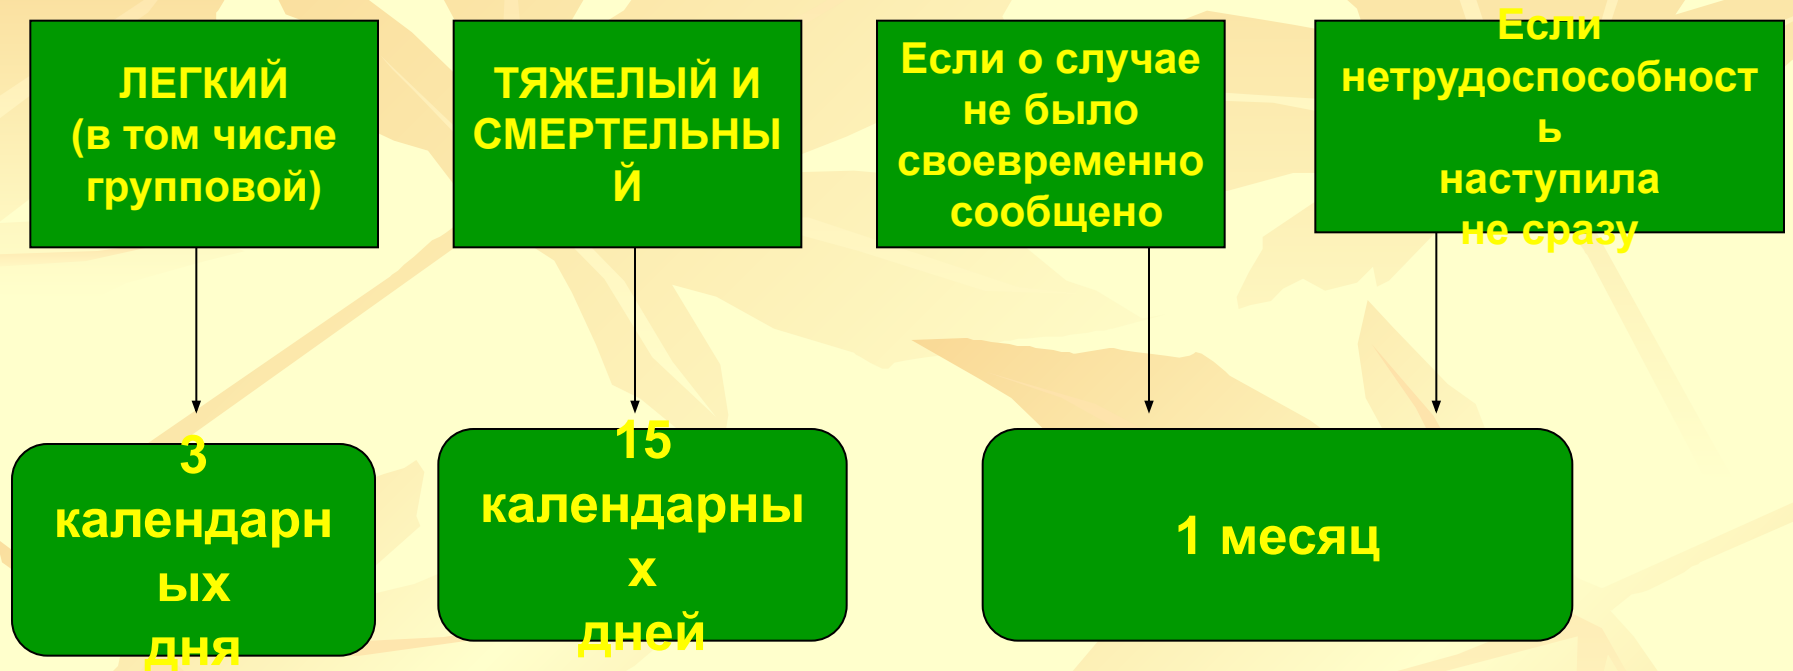 ЛЕГКИЙ
(в том числе
групповой)
ТЯЖЕЛЫЙ И
СМЕРТЕЛЬНЫ
Й
Если о случае
не было
своевременно
сообщено
Если
нетрудоспособност
ь
наступила
не сразу
3
календарн
ых
дня
15
календарны
х
дней
1 месяц